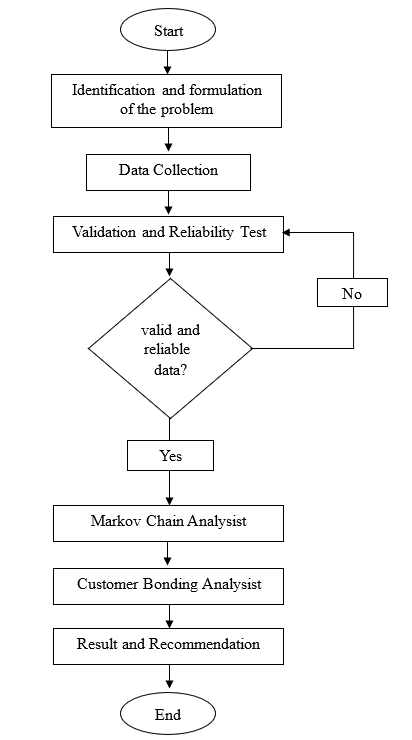 Start
Identification and formulation
of the problem
Data Collection
Validation and Reliability Test
No
valid and
reliable
data?
Yes
Markov Chain Analysist
Customer Bonding Analysist
Result and Recommendation
End